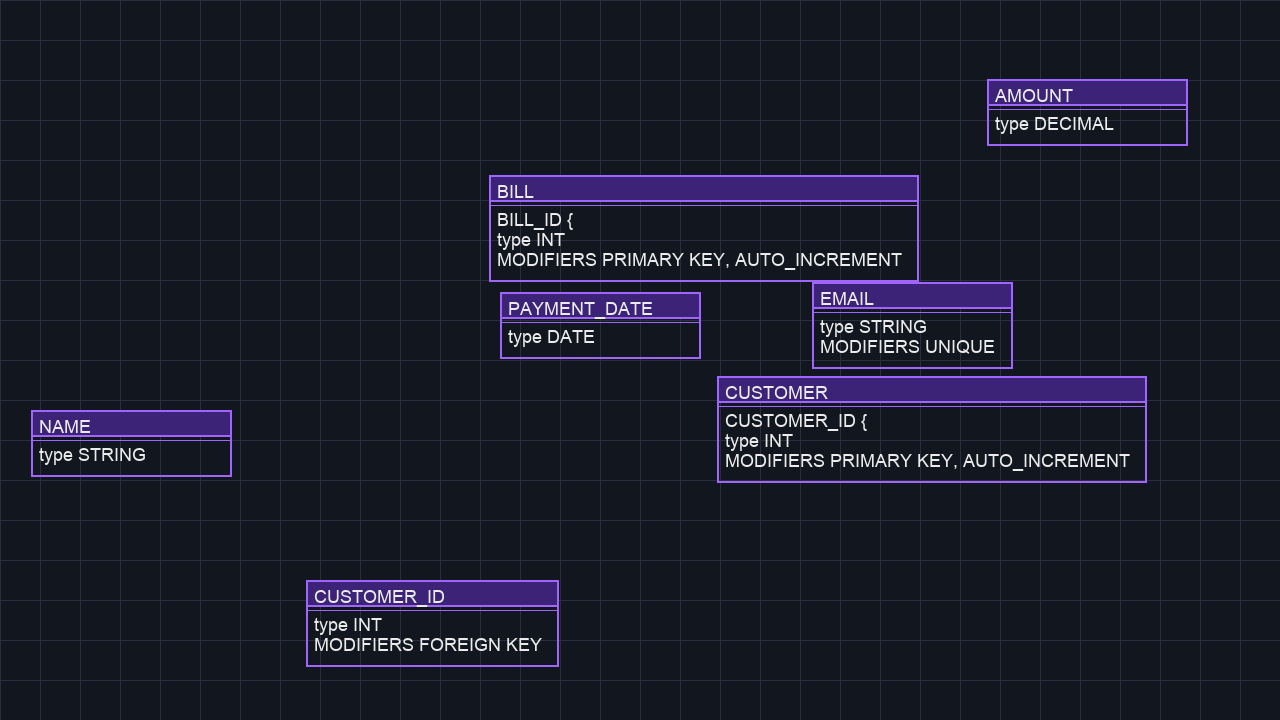 AMOUNT
type DECIMAL
BILL
BILL_ID {
type INT
MODIFIERS PRIMARY KEY, AUTO_INCREMENT
PAYMENT_DATE
type DATE
EMAIL
type STRING
MODIFIERS UNIQUE
CUSTOMER
CUSTOMER_ID {
type INT
MODIFIERS PRIMARY KEY, AUTO_INCREMENT
NAME
type STRING
CUSTOMER_ID
type INT
MODIFIERS FOREIGN KEY